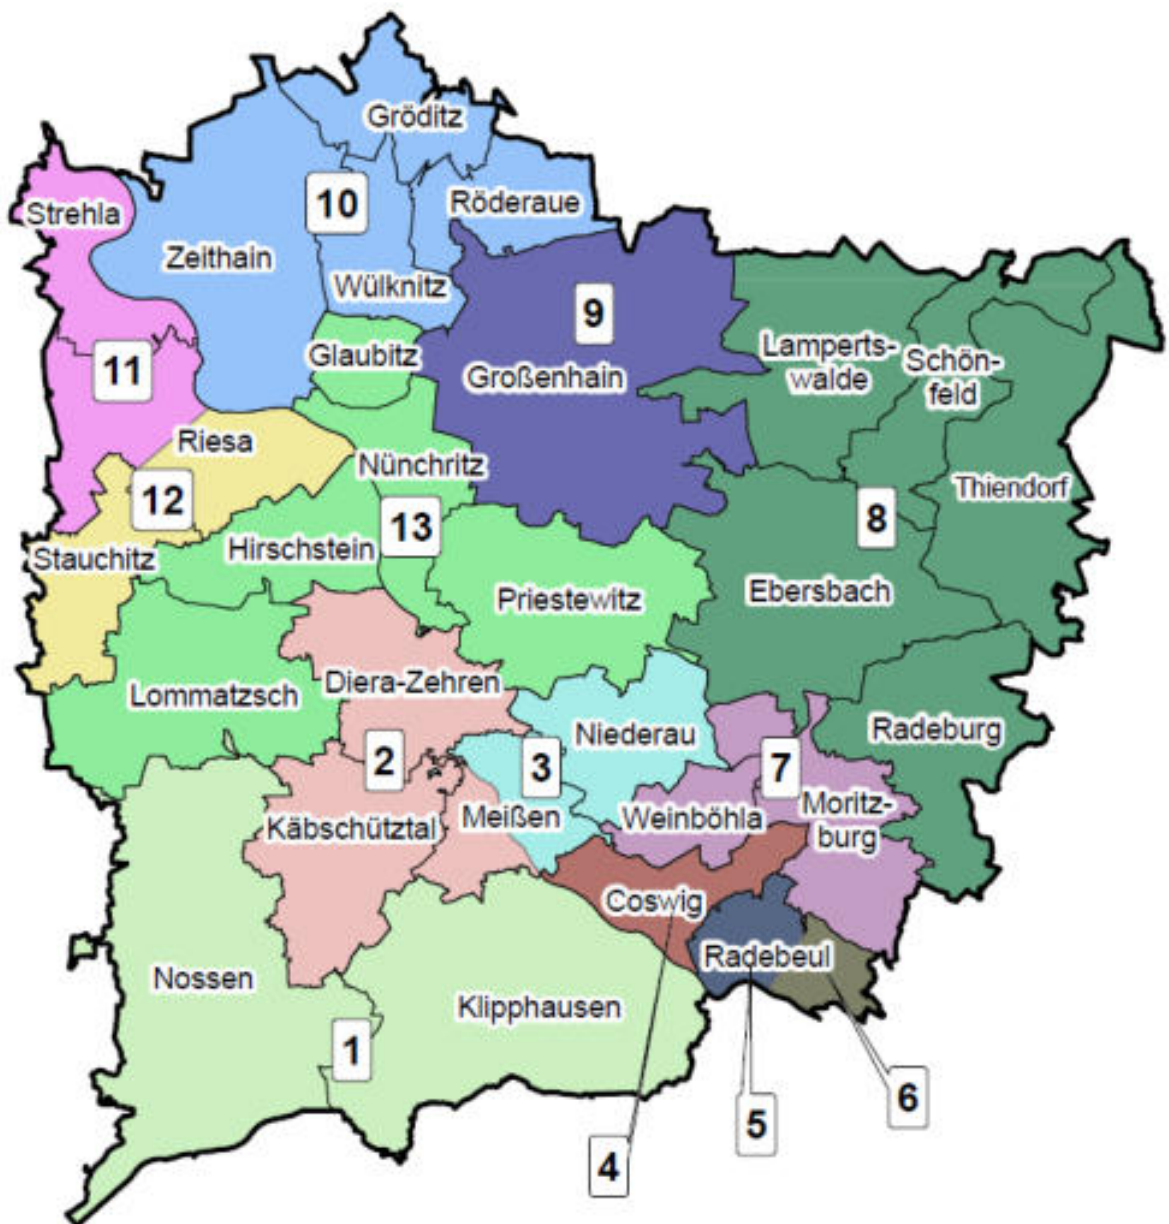 Gröditz
Strehla
10
Röderaue
Zeithain
Wülknitz
9
Glaubitz
Lamperts-
walde
Schön-
feld
11
Großenhain
Riesa
Nünchritz
12
Thiendorf
8
13
Stauchitz
Hirschstein
Priestewitz
Ebersbach
Diera-Zehren
Lommatzsch
Niederau
Radeburg
2
3
7
Käbschütztal
Meißen
Weinböhla
Moritz-
burg
Coswig
Radebeul
Nossen
Klipphausen
1
6
5
4